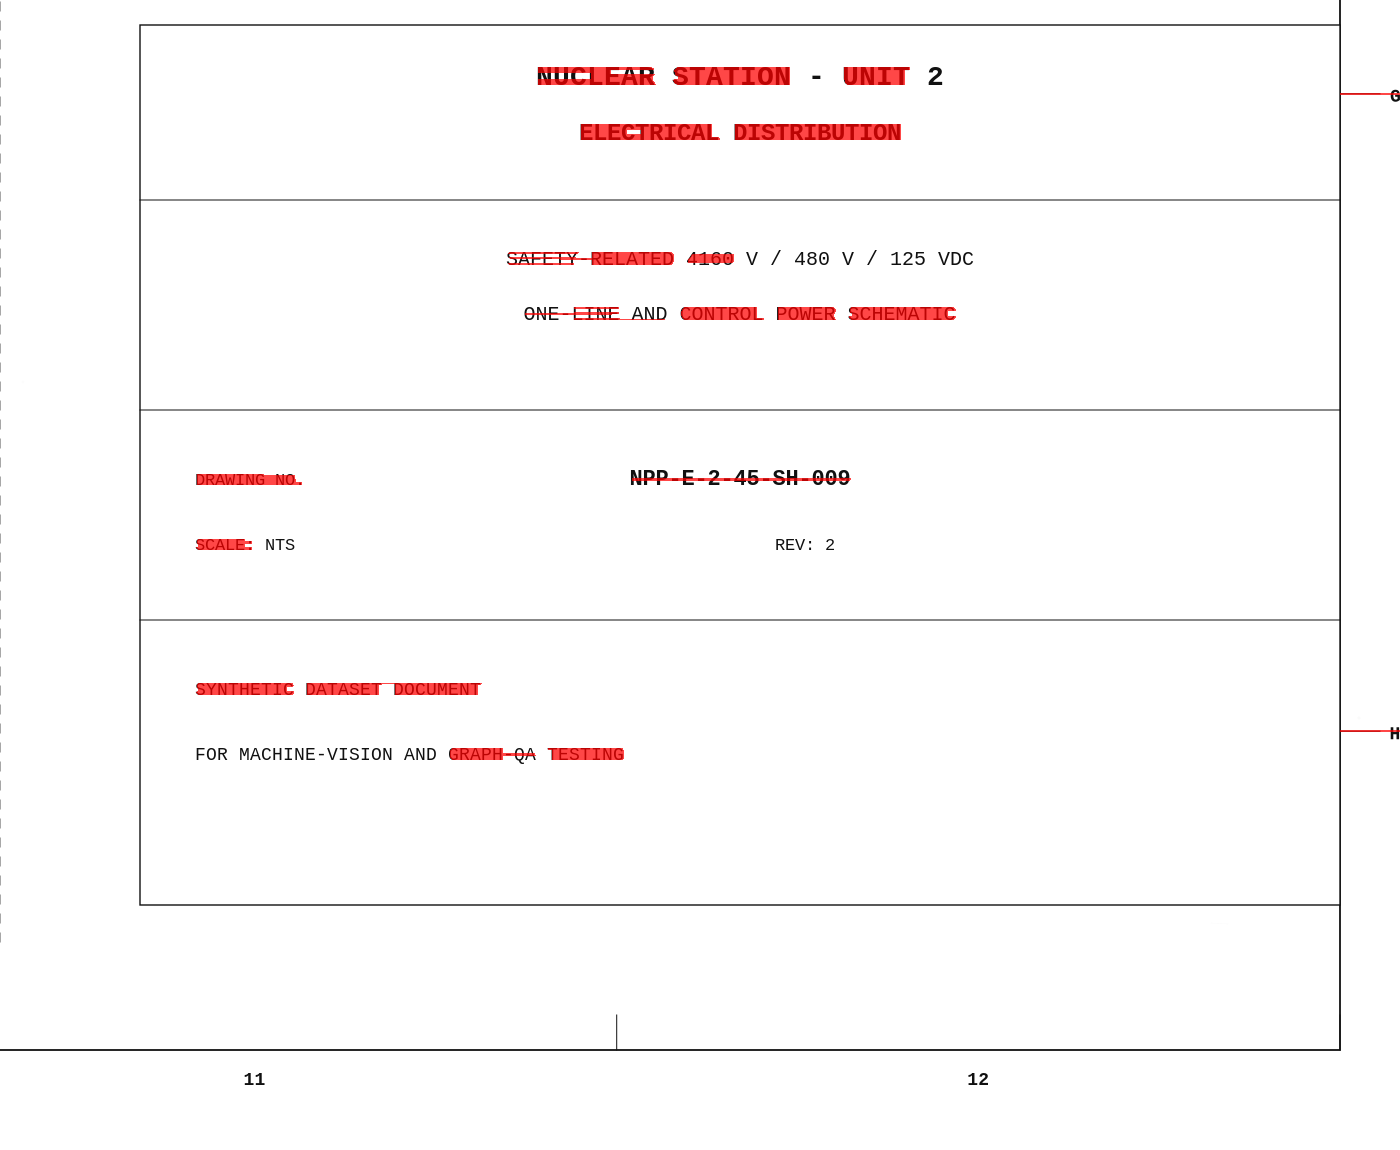 NUCLEAR STATION - UNIT 2
G
ELECTRICAL DISTRIBUTION
SAFETY-RELATED 4160 V / 480 V / 125 VDC
ONE-LINE AND CONTROL POWER SCHEMATIC
DRAWING NO. NPP-E-2-45-SH-009
SCALE: NTS REV: 2
SYNTHETIC DATASET DOCUMENT
H
FOR MACHINE-VISION AND GRAPH-QA TESTING
11 12